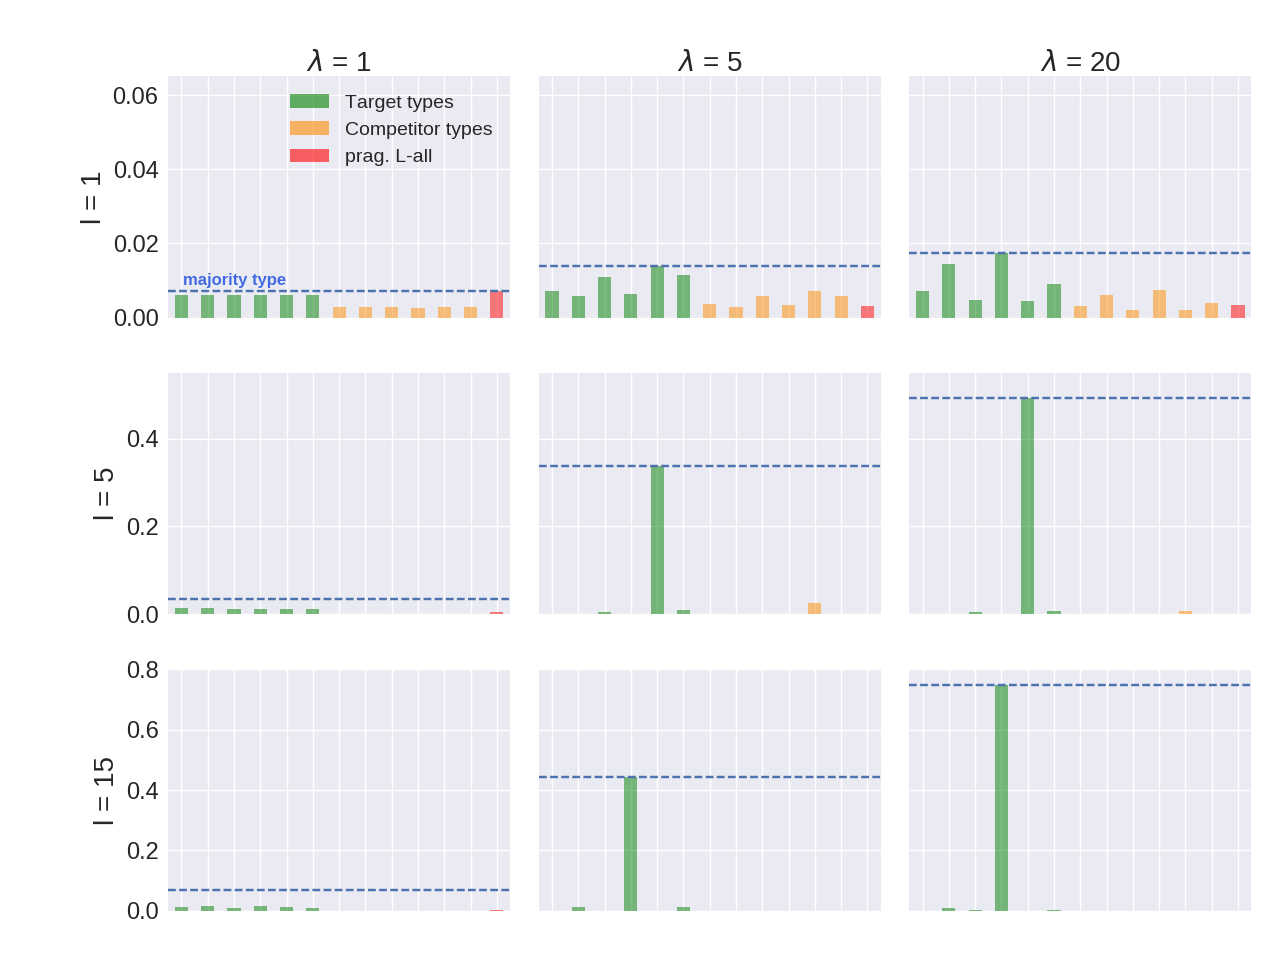 λ = 1
λ = 5
λ = 20
0.06
0.04
0.02
0.00
l = 1
Target types
Competitor types
prag. L-all
majority type
0.4
0.2
0.0
l = 5
0.8
0.6
0.4
0.2
0.0
l = 15